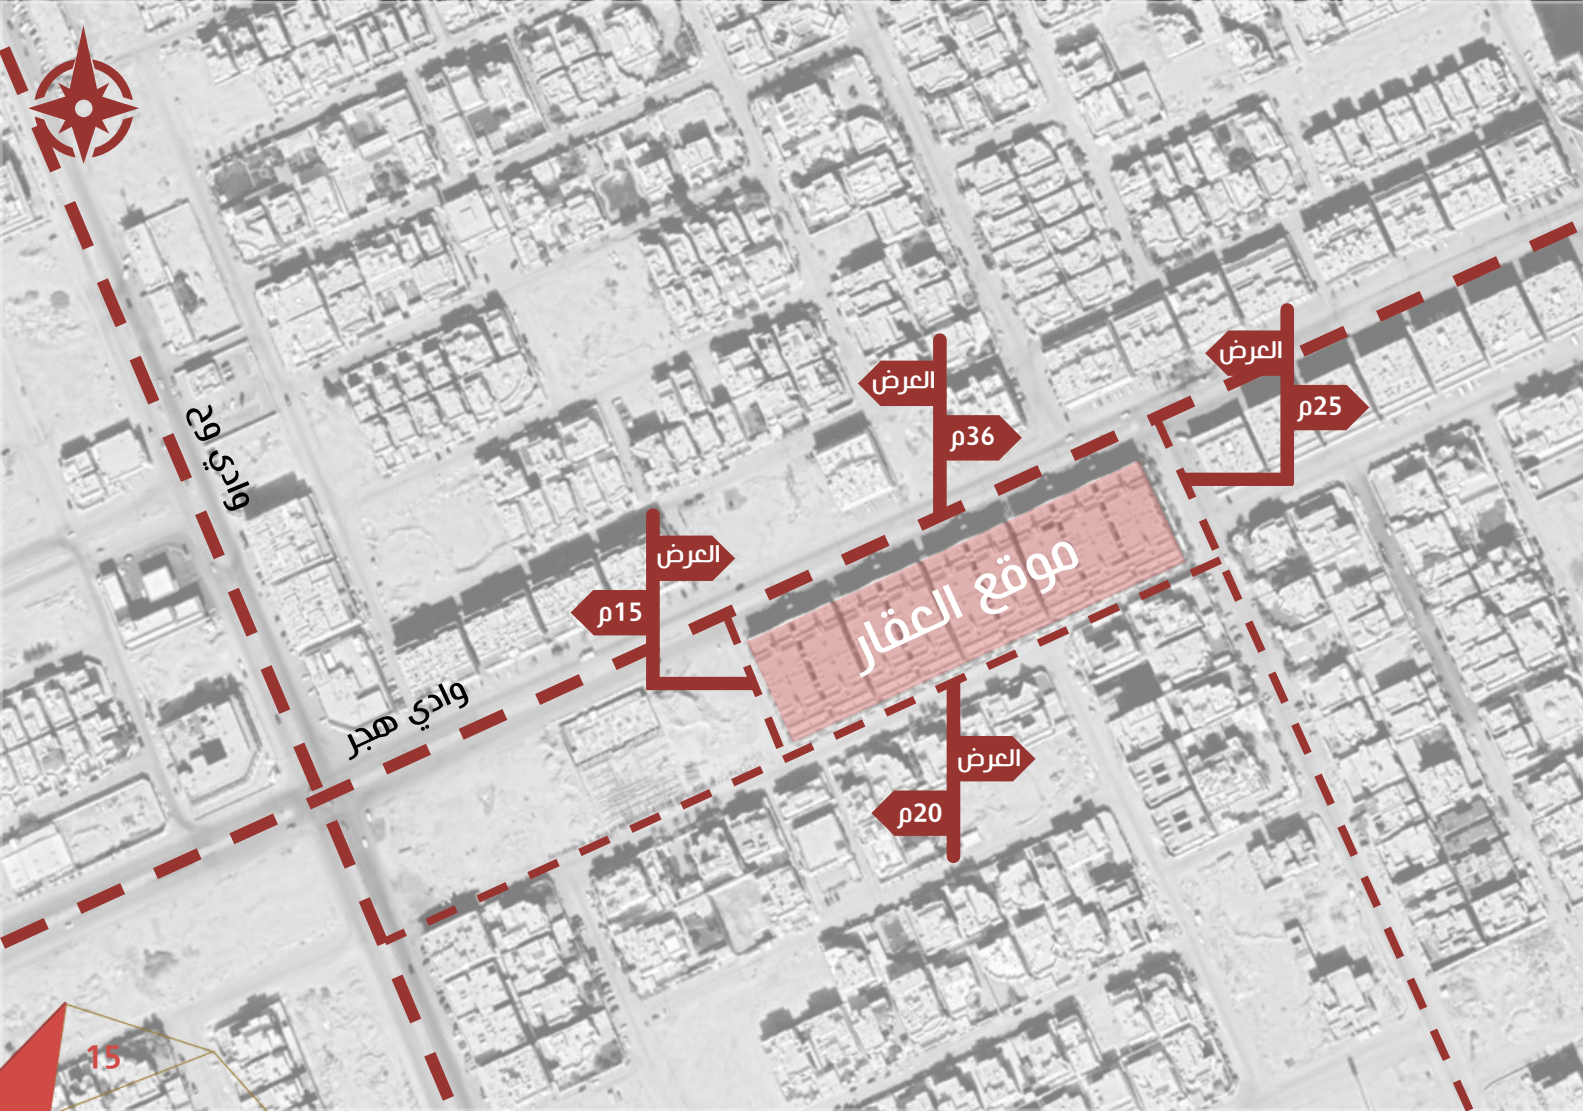 العرض
25م
العرض
36م
العرض
15م
موقع العقار
العرض
20م
وادي وج
وادي هجر
15